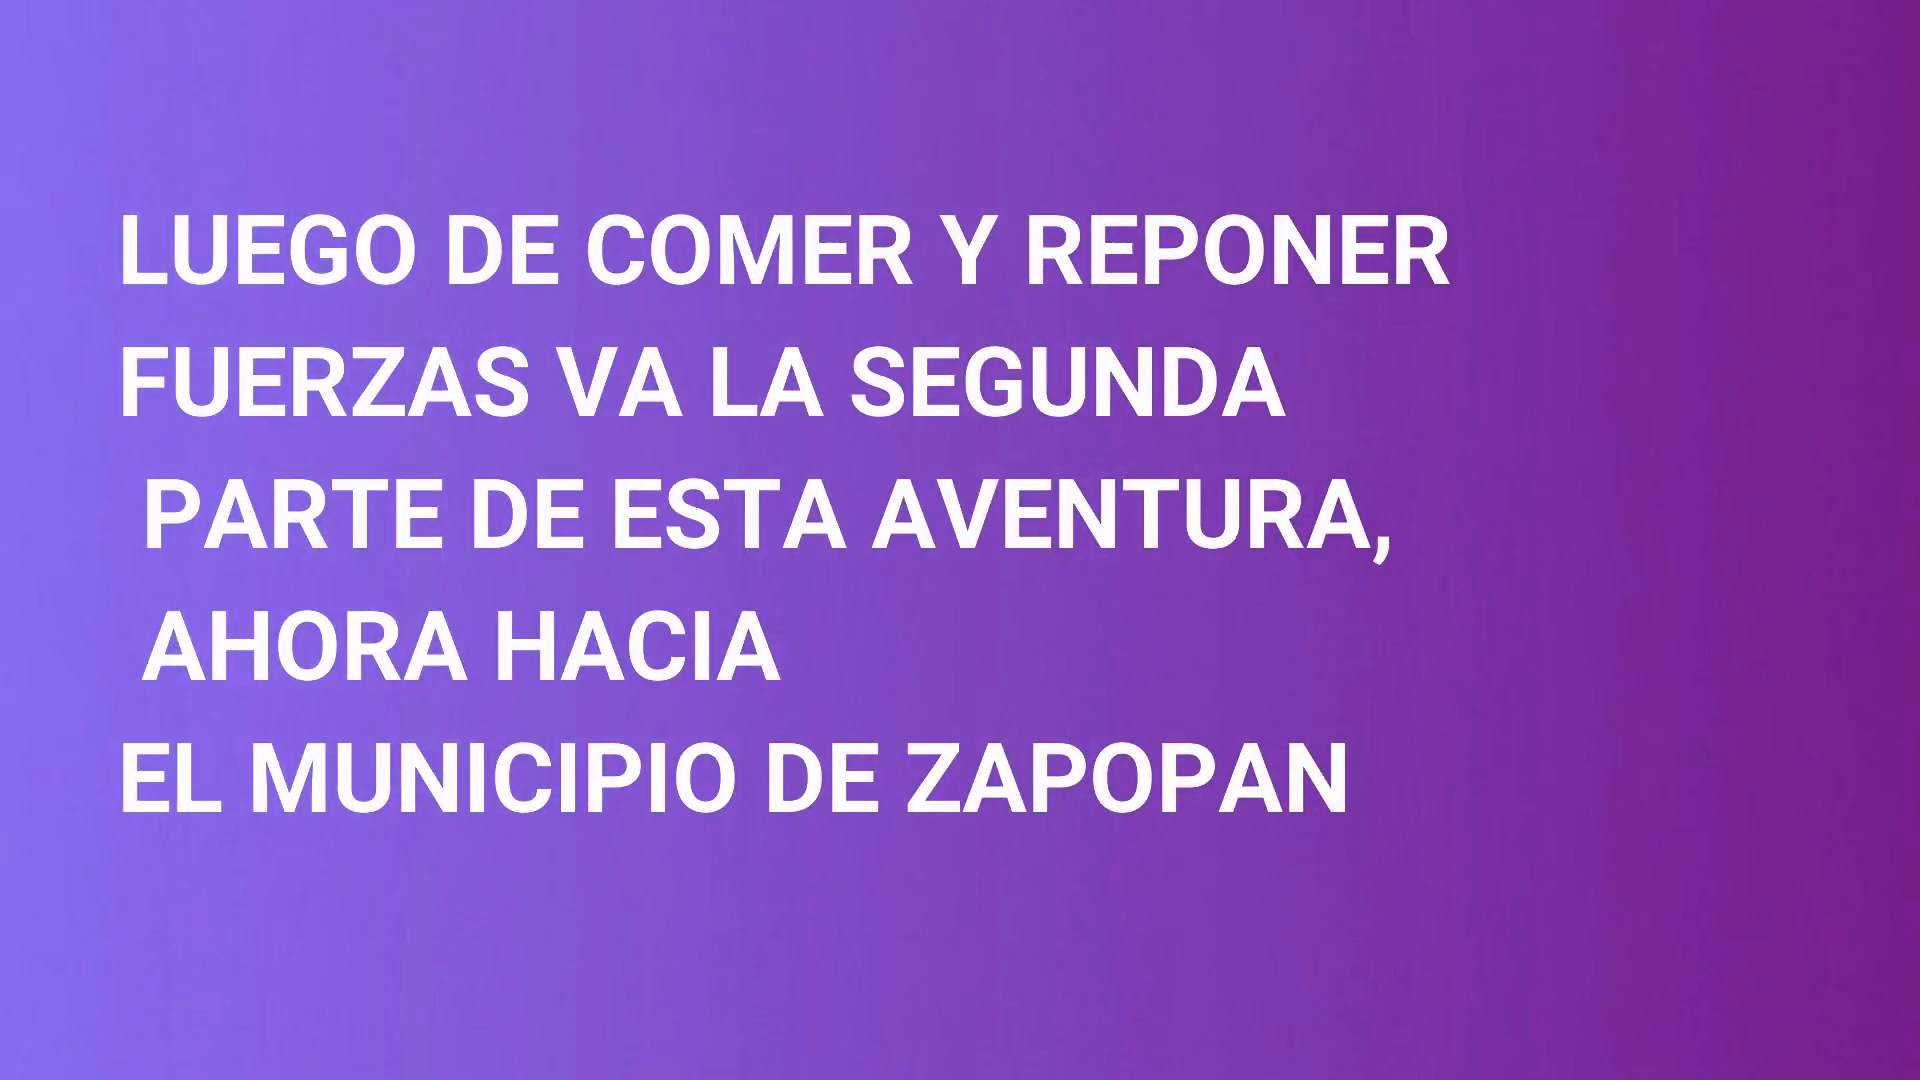 LUEGO DE COMER Y REPONER
FUERZAS VA LA SEGUNDA
PARTE DE ESTA AVENTURA,
AHORA HACIA
EL MUNICIPIO DE ZAPOPAN